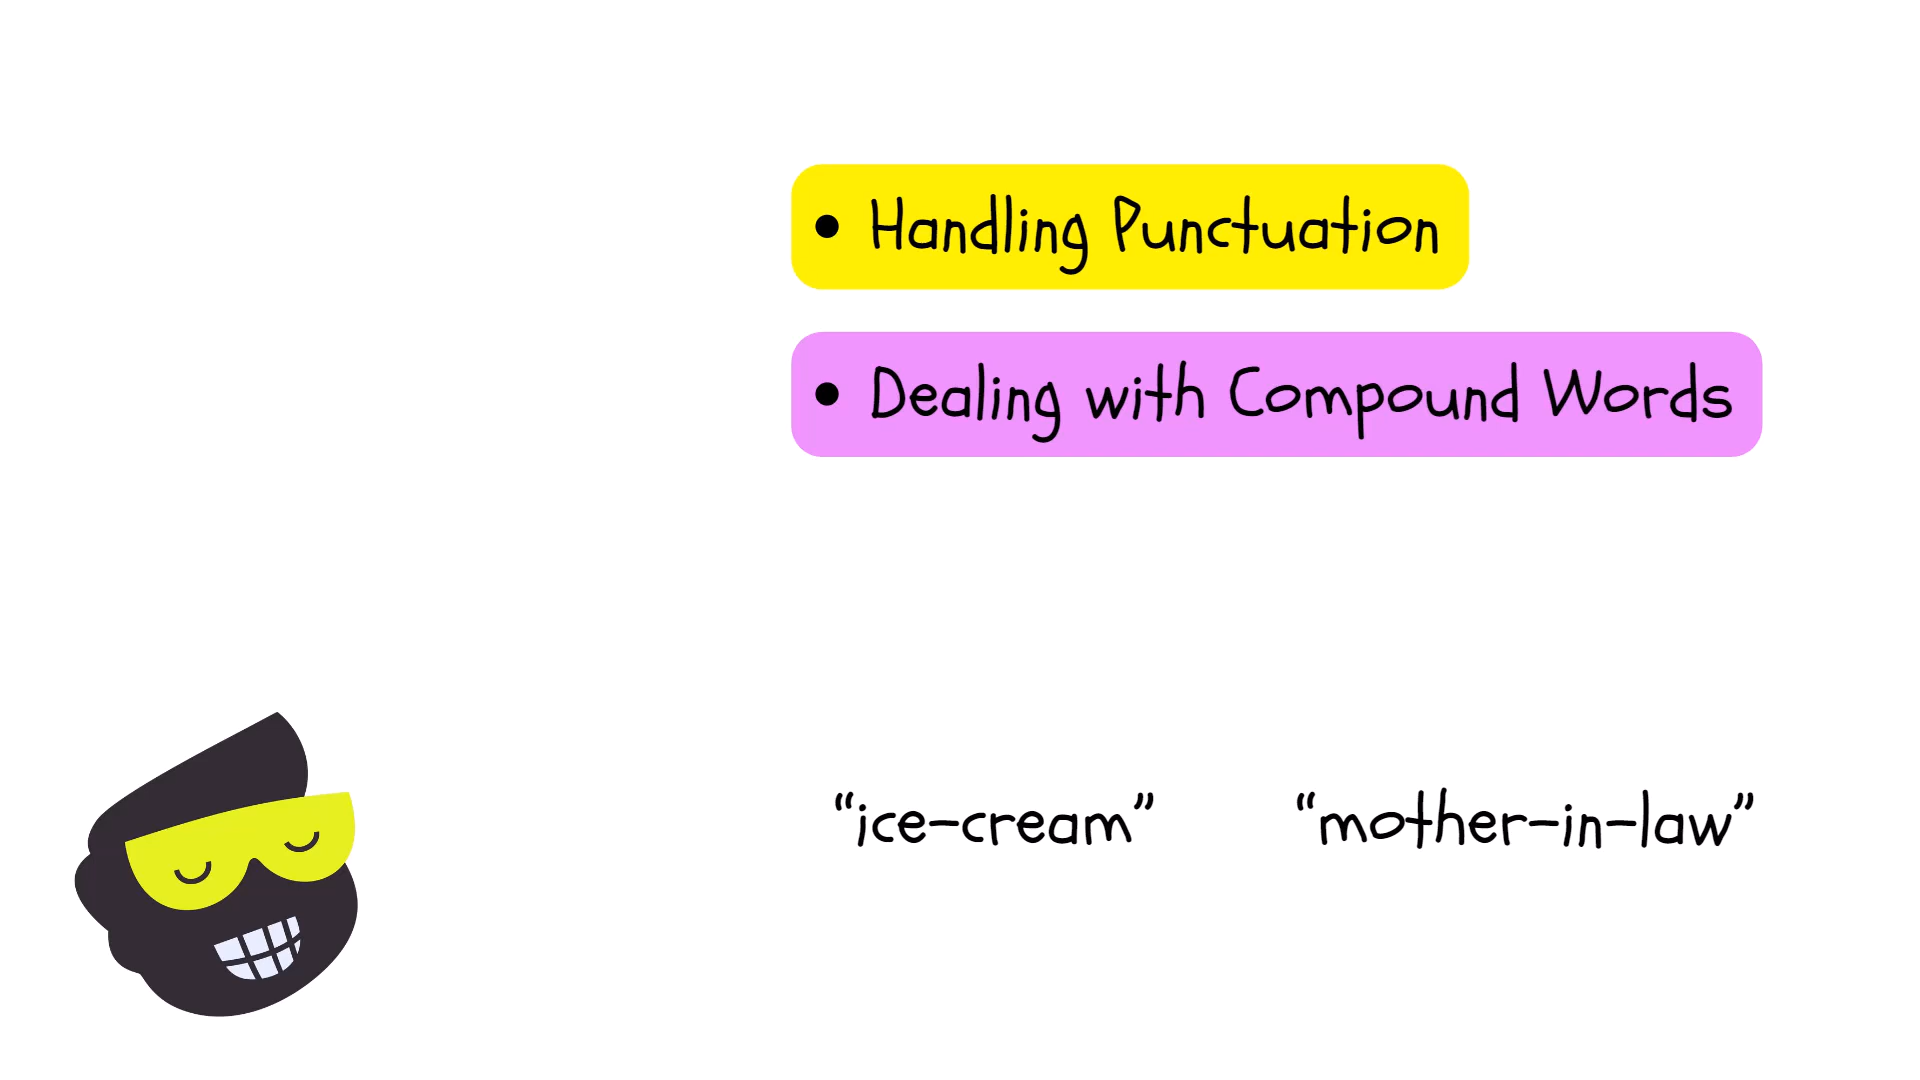 • Handling Punctuation
• Dealing with Compound Words
“ice-cream” “mother-in-law”